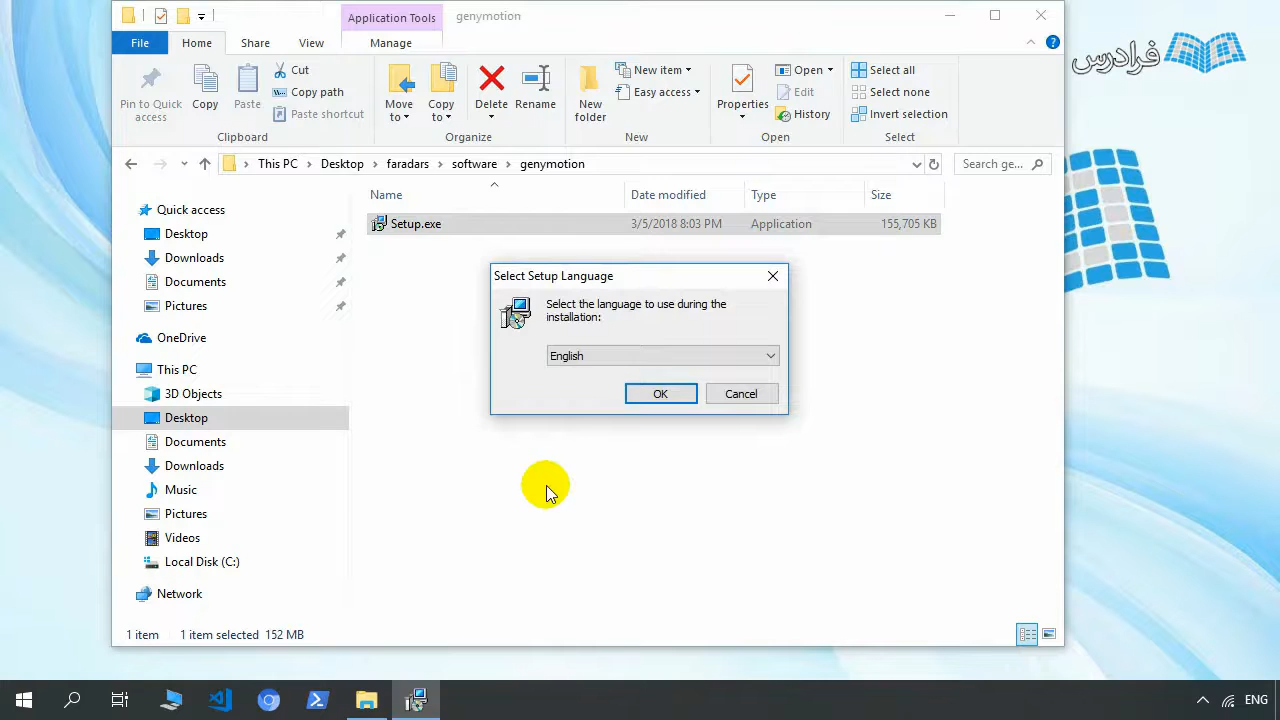 Application Tools
genymotion
فرادرس
File
Home
Share
View
Manage
Pin to Quick
access
Copy
Paste
Cut
Copy path
Paste shortcut
Clipboard
Move
to
Copy
to
Delete
Rename
Organize
New
folder
New item
Easy access
New
Properties
Open
Edit
History
Open
Select all
Select none
Invert selection
Select
This PC
Desktop
faradars
software
genymotion
Search ge...
Name
Date modified
Type
Size
Setup.exe
3/5/2018 8:03 PM
Application
155,705 KB
Quick access
Desktop
Downloads
Documents
Pictures
OneDrive
This PC
3D Objects
Desktop
Documents
Downloads
Music
Pictures
Videos
Local Disk (C:)
Network
Select Setup Language
Select the language to use during the
installation:
English
OK
Cancel
1 item
1 item selected
152 MB
ENG